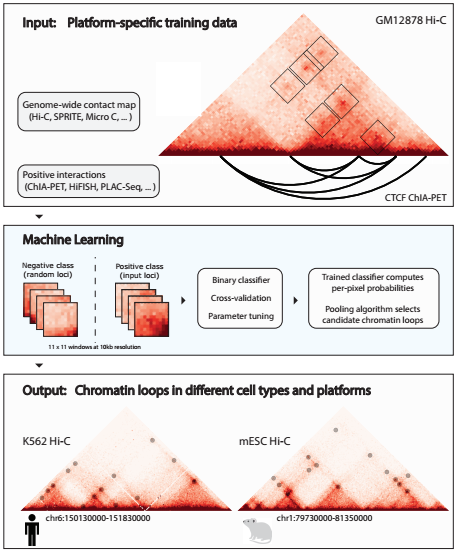 Input: Platform-specific training data
GM12878 Hi-C
Genome-wide contact map
(Hi-C, SPRITE, Micro C, ... )
Positive interactions
(ChIA-PET, HiFISH, PLAC-Seq, ... )
CTCF ChIA-PET
Machine Learning
Negative class
(random loci)
Positive class
(input loci)
11 x 11 windows at 10kb resolution
Binary classifier
Cross-validation
Parameter tuning
Trained classifier computes
per-pixel probabilities
Pooling algorithm selects
candidate chromatin loops
Output: Chromatin loops in different cell types and platforms
K562 Hi-C
mESC Hi-C
chr6:150130000-151830000
chr1:79730000-81350000